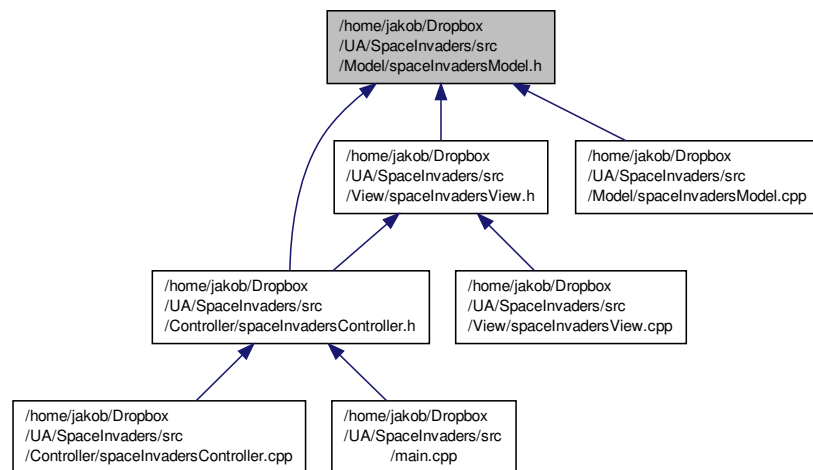 /home/jakob/Dropbox
/UA/SpaceInvaders/src
/Model/spaceInvadersModel.h
/home/jakob/Dropbox
/UA/SpaceInvaders/src
/View/spaceInvadersView.h
/home/jakob/Dropbox
/UA/SpaceInvaders/src
/Model/spaceInvadersModel.cpp
/home/jakob/Dropbox
/UA/SpaceInvaders/src
/Controller/spaceInvadersController.h
/home/jakob/Dropbox
/UA/SpaceInvaders/src
/View/spaceInvadersView.cpp
/home/jakob/Dropbox
/UA/SpaceInvaders/src
/Controller/spaceInvadersController.cpp
/home/jakob/Dropbox
/UA/SpaceInvaders/src
/main.cpp